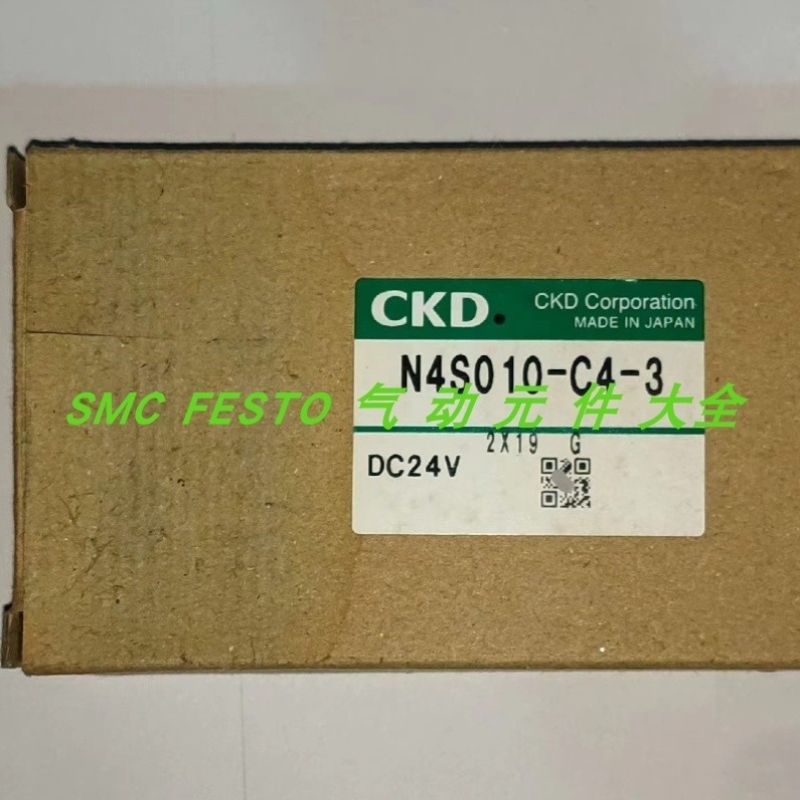 CKD. CKD Corporation
MADE IN JAPAN
N4S010-C4-3
SMC FESTO 气动元件大全
2X19 G
DC24V